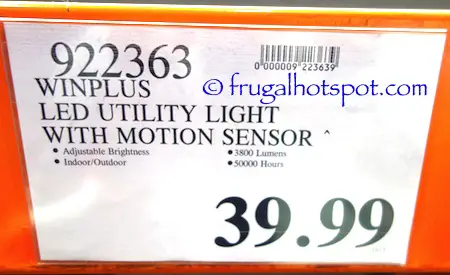 922363
0 000009 223639
© frugalhotspot.com
WINPLUS
LED UTILITY LIGHT
WITH MOTION SENSOR ^
• Adjustable Brightness
• 3800 Lumens
• Indoor/Outdoor
• 50000 Hours
39.99